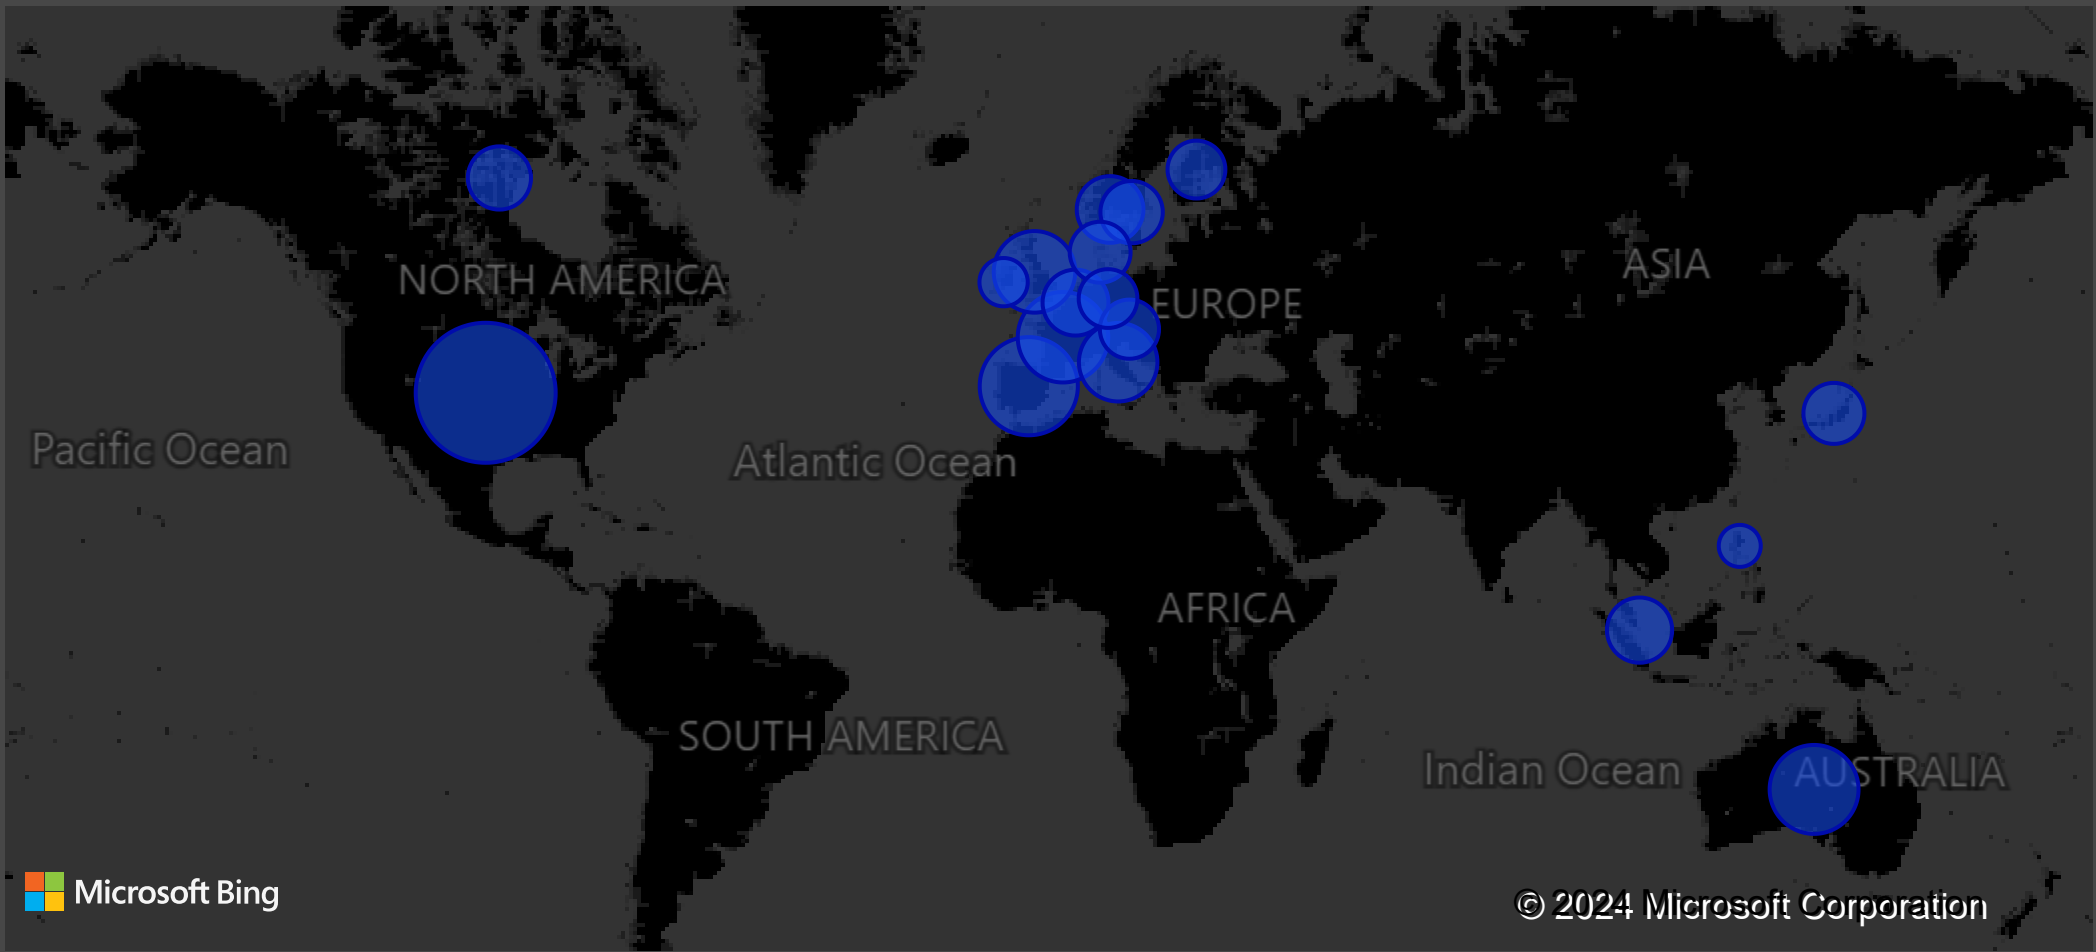 NORTH AMERICA
EUROPE
ASIA
Pacific Ocean
Atlantic Ocean
AFRICA
SOUTH AMERICA
Indian Ocean
AUSTRALIA
Microsoft Bing
© 2024 Microsoft Corporation